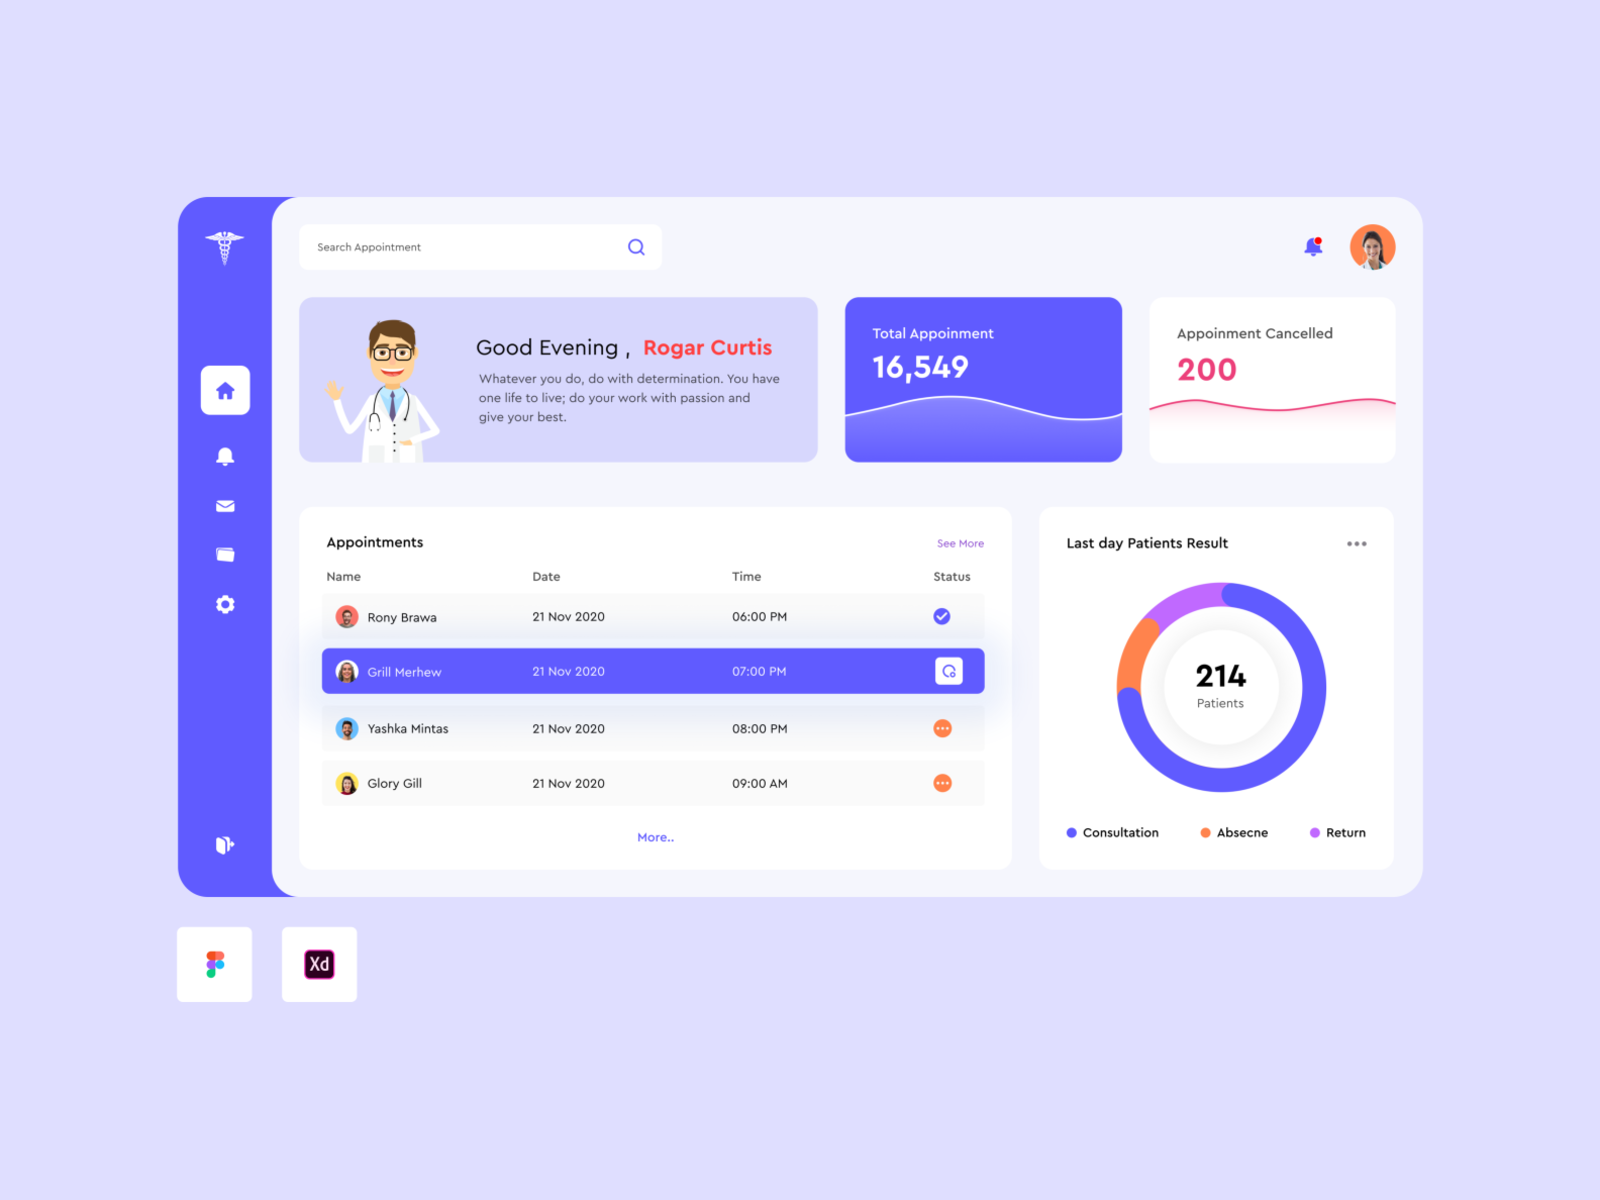 Search Appointment
Good Evening , Rogar Curtis
Whatever you do, do with determination. You have
one life to live; do your work with passion and
give your best.
Total Appoinment
16,549
Appoinment Cancelled
200
Appointments
See More
Name Date Time Status
Rony Brawa 21 Nov 2020 06:00 PM
Grill Merhew 21 Nov 2020 07:00 PM
Yashka Mintas 21 Nov 2020 08:00 PM
Glory Gill 21 Nov 2020 09:00 AM
More..
Last day Patients Result
214
Patients
Consultation Absecne Return
Xd